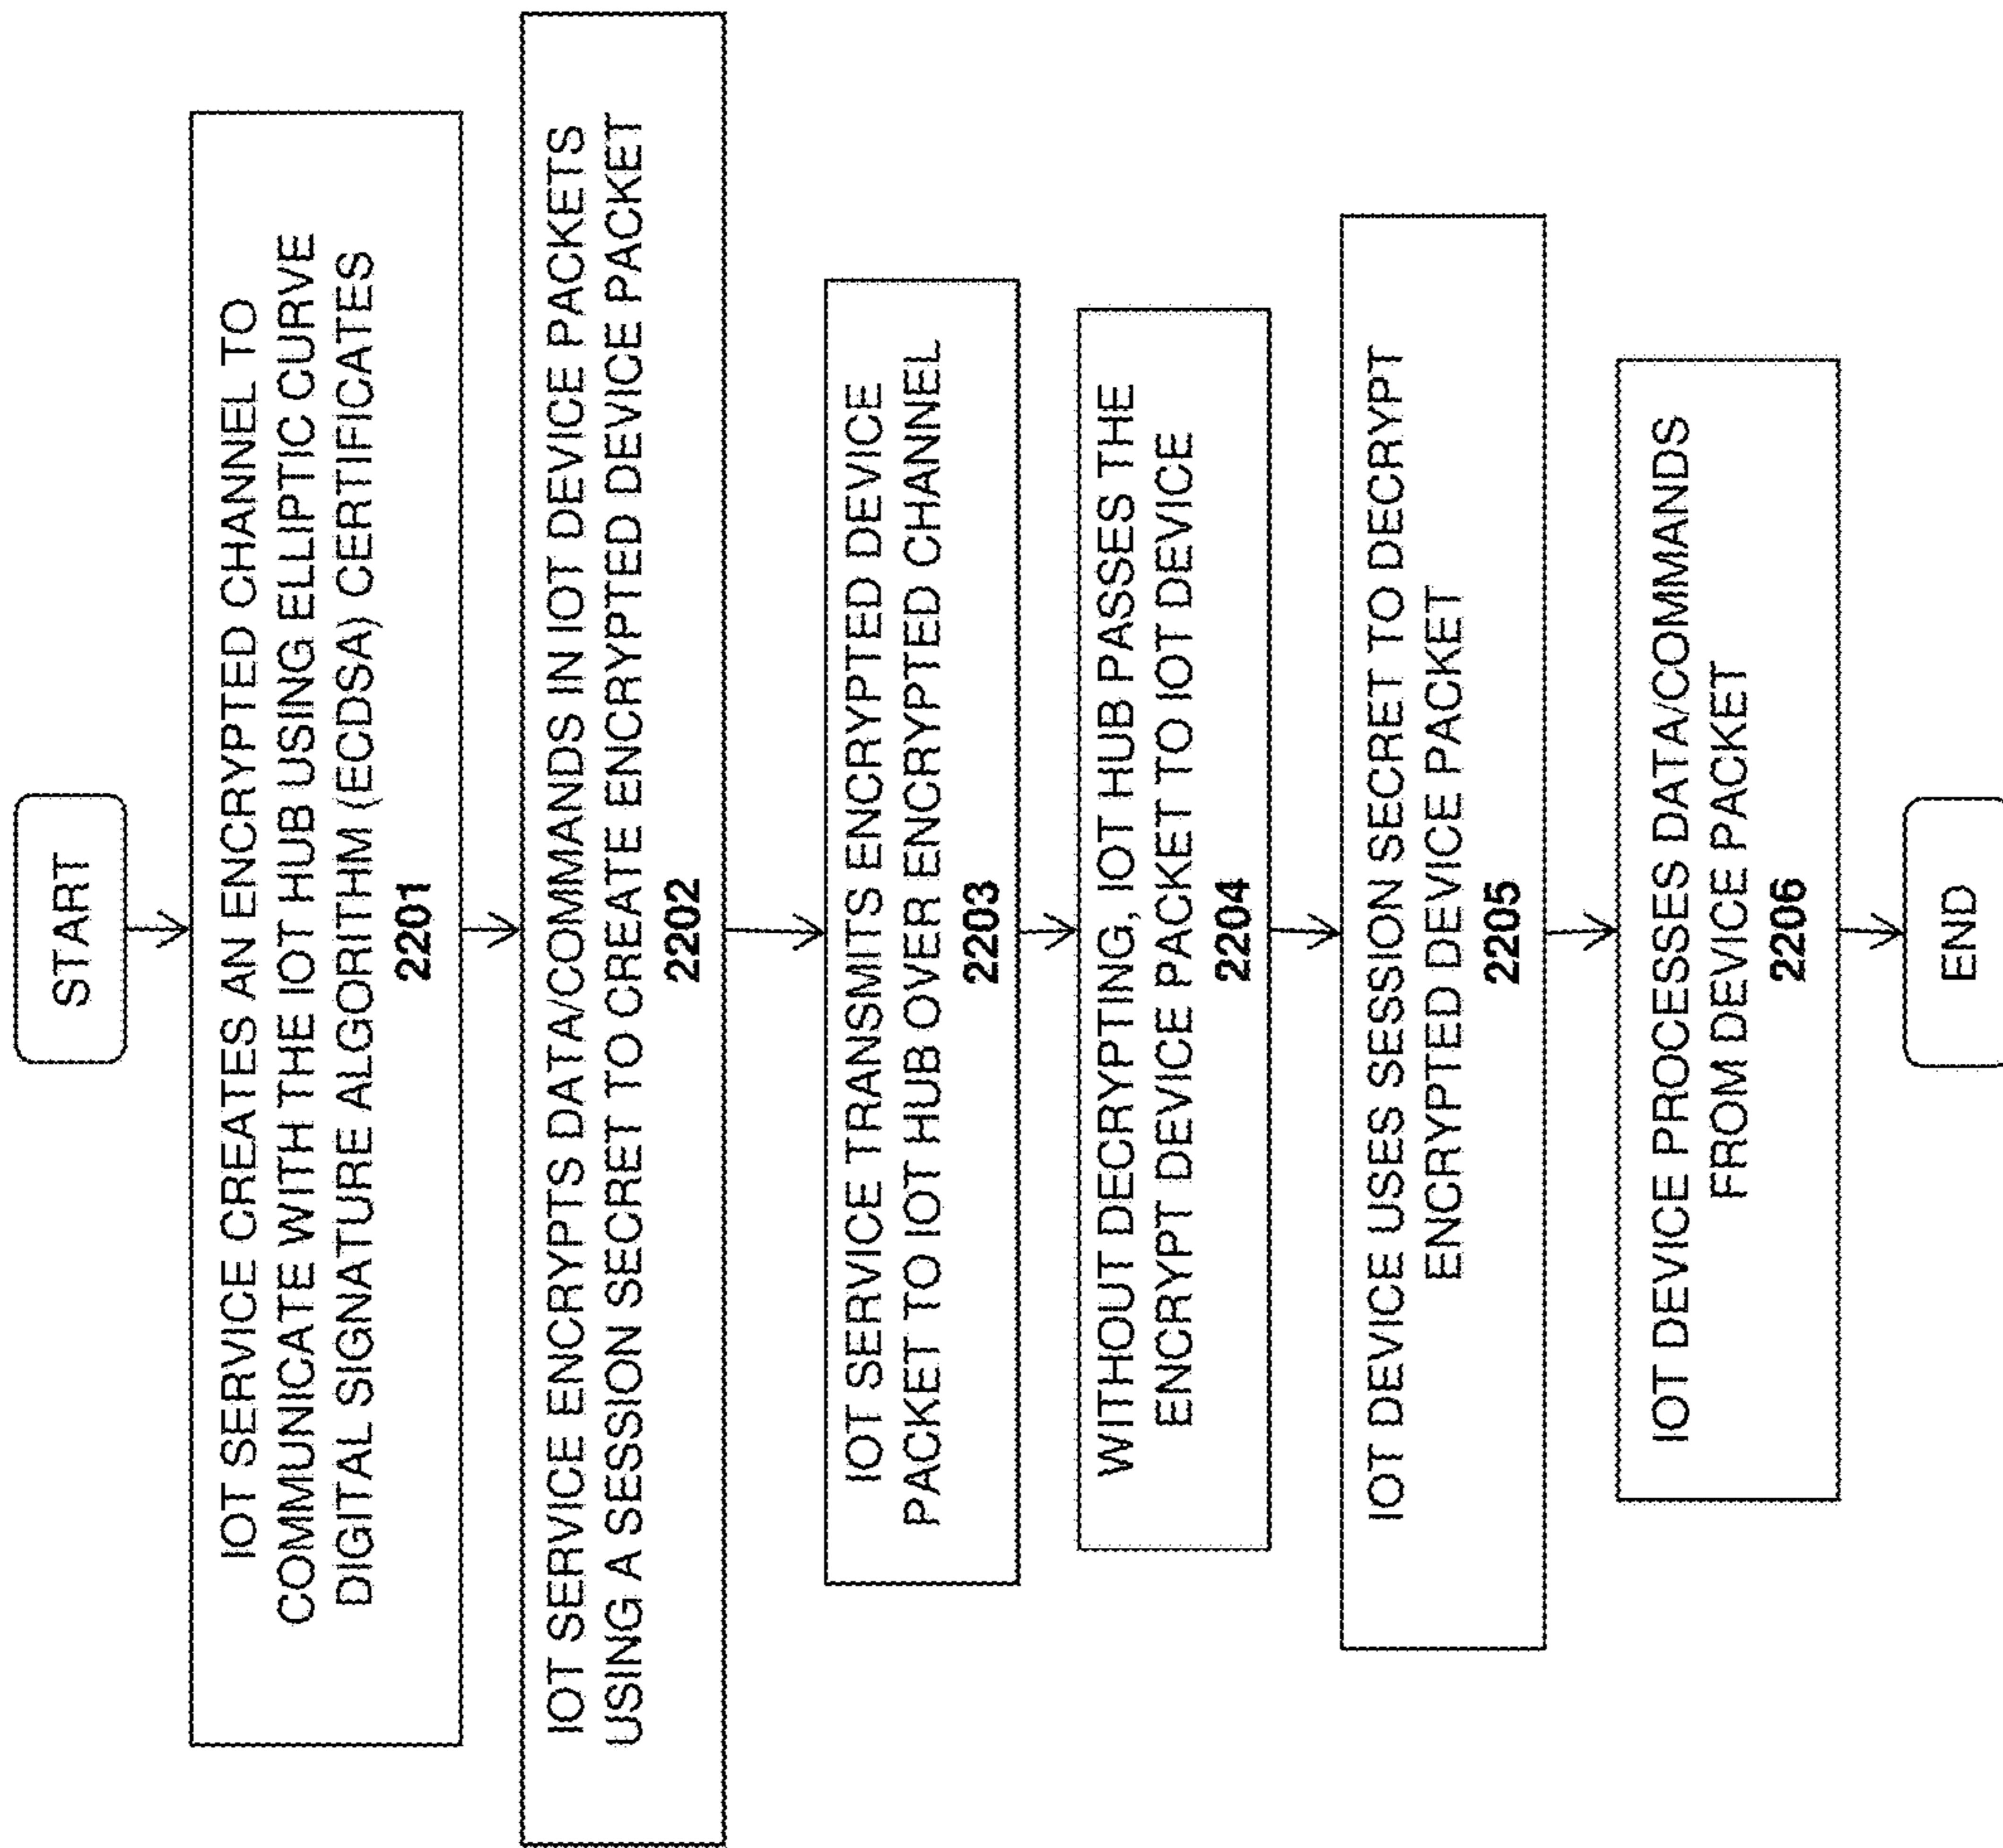 START
IOT SERVICE CREATES AN ENCRYPTED CHANNEL TO
COMMUNICATE WITH THE IOT HUB USING ELLIPTIC CURVE
DIGITAL SIGNATURE ALGORITHM (ECDSA) CERTIFICATES
2201
IOT SERVICE ENCRYPTS DATA/COMMANDS IN IOT DEVICE PACKETS
USING A SESSION SECRET TO CREATE ENCRYPTED DEVICE PACKET
2202
IOT SERVICE TRANSMITS ENCRYPTED DEVICE
PACKET TO IOT HUB OVER ENCRYPTED CHANNEL
2203
WITHOUT DECRYPTING, IOT HUB PASSES THE
ENCRYPT DEVICE PACKET TO IOT DEVICE
2204
IOT DEVICE USES SESSION SECRET TO DECRYPT
ENCRYPTED DEVICE PACKET
2205
IOT DEVICE PROCESSES DATA/COMMANDS
FROM DEVICE PACKET
2206
END